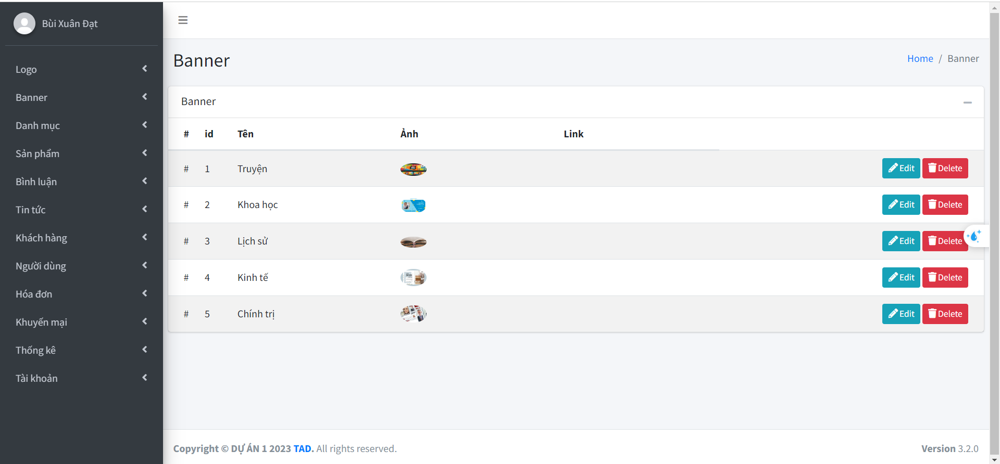 Bùi Xuân Đạt
Logo
Banner
Danh mục
Sản phẩm
Bình luận
Tin tức
Khách hàng
Người dùng
Hóa đơn
Khuyến mại
Thống kê
Tài khoản
Banner
Home / Banner
Banner
# id Tên Ảnh Link
# 1 Truyện Edit Delete
# 2 Khoa học Edit Delete
# 3 Lịch sử Edit Delete
# 4 Kinh tế Edit Delete
# 5 Chính trị Edit Delete
Copyright © DỰ ÁN 1 2023 TAD. All rights reserved.
Version 3.2.0